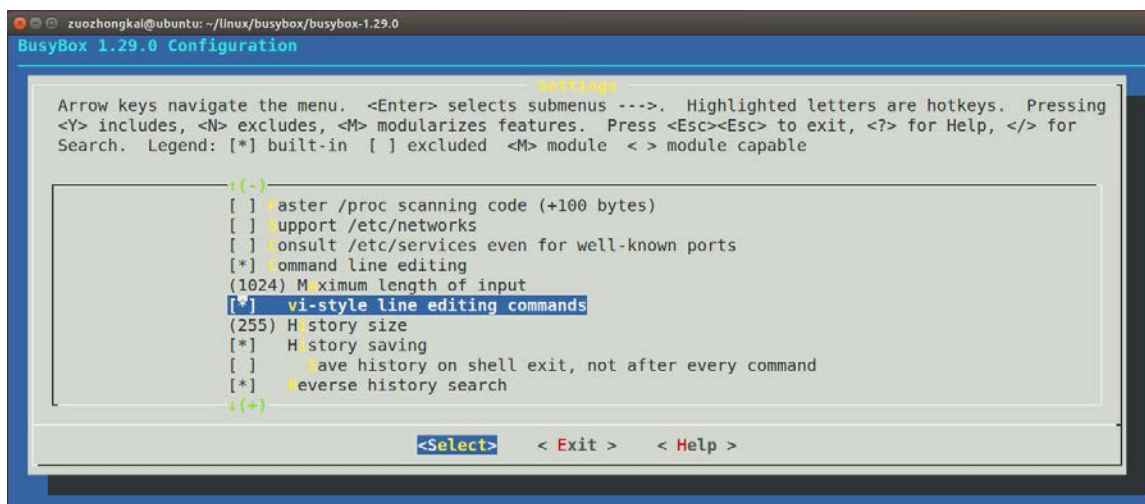 zuozhongkai@ubuntu: ~/linux/busybox/busybox-1.29.0
BusyBox 1.29.0 Configuration
Settings
Arrow keys navigate the menu. <Enter> selects submenus --->. Highlighted letters are hotkeys. Pressing
<Y> includes, <N> excludes, <M> modularizes features. Press <Esc><Esc> to exit, <?> for Help, </> for
Search. Legend: [*] built-in [ ] excluded <M> module < > module capable
↑(-)
[ ] Faster /proc scanning code (+100 bytes)
[ ] Support /etc/networks
[ ] Consult /etc/services even for well-known ports
[*] Command line editing
(1024) Maximum length of input
[*] vi-style line editing commands
(255) History size
[*] History saving
[ ] Save history on shell exit, not after every command
[*] Reverse history search
↓(+)
<Select> < Exit > < Help >